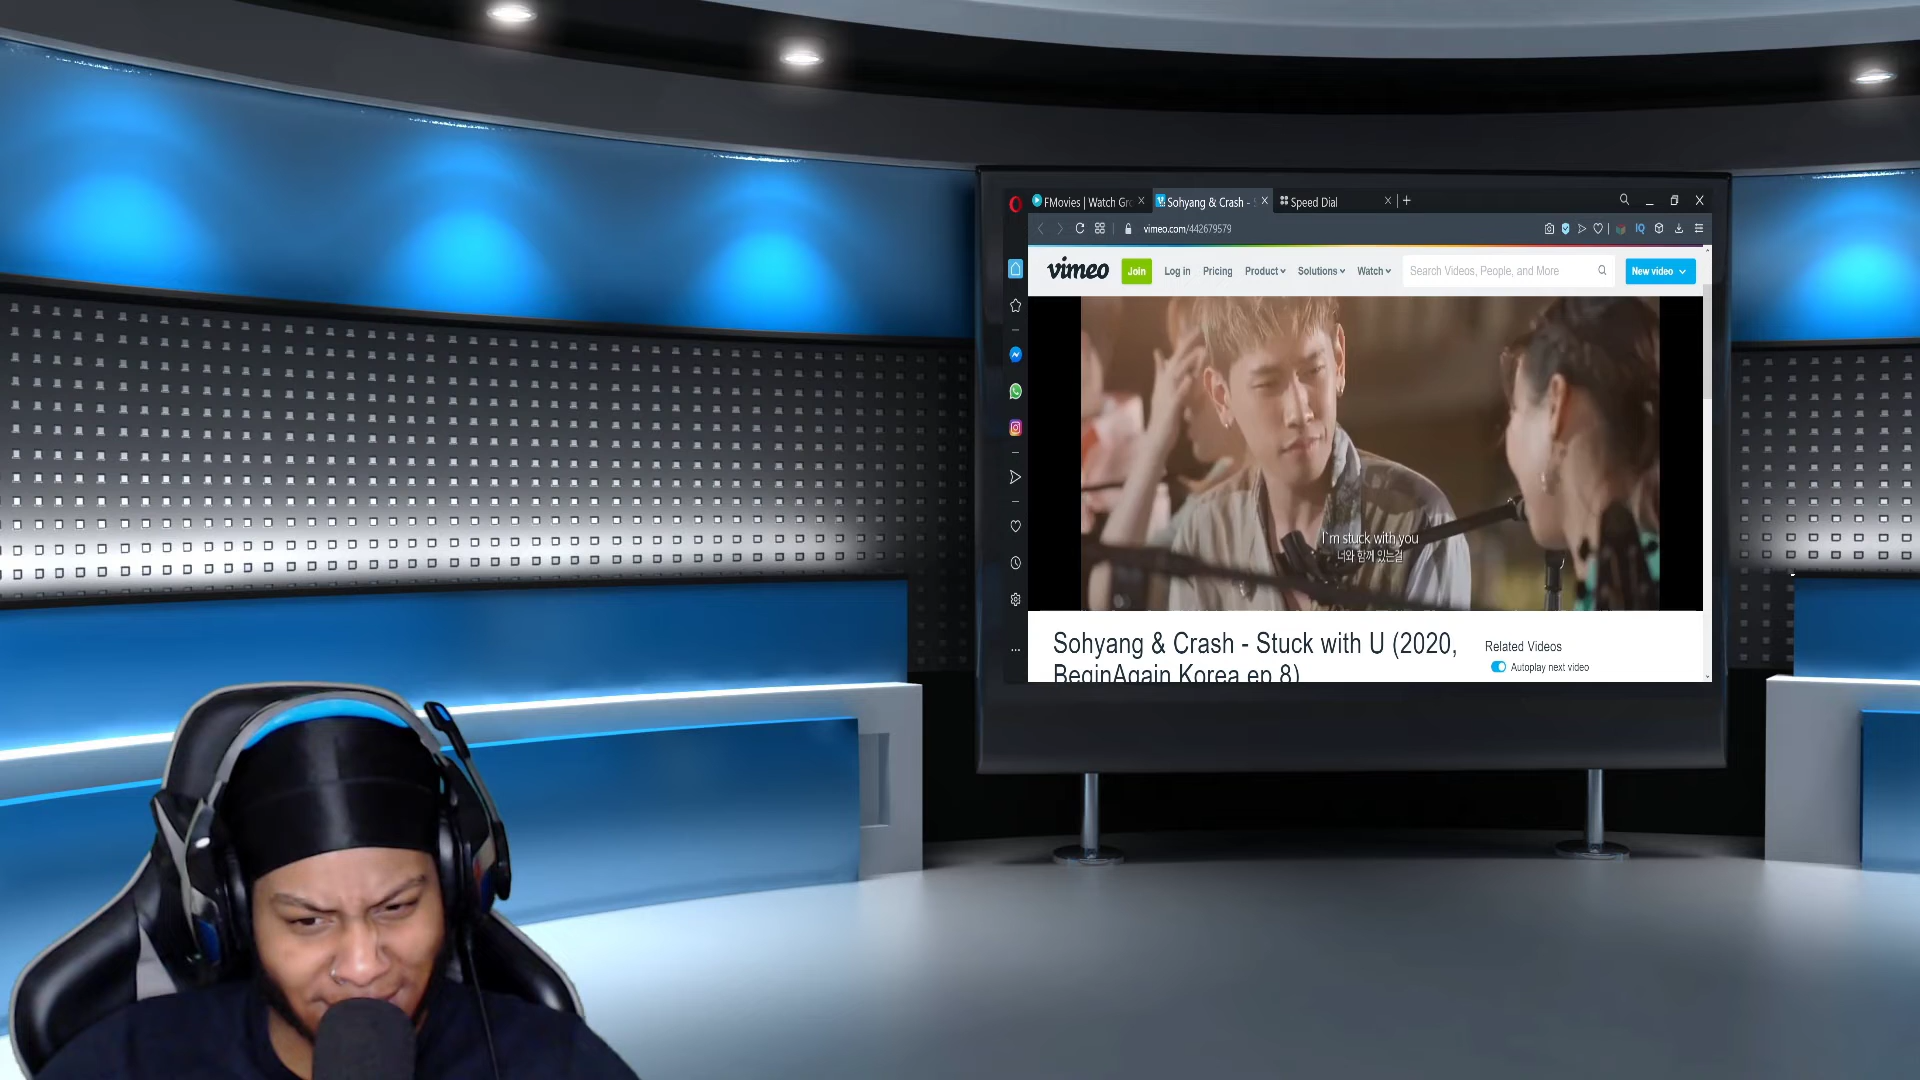 FMovies | Watch Gr
Sohyang & Crash -
Speed Dial
vimeo.com/442679579
IQ
vimeo
Join
Log in
Pricing
Product
Solutions
Watch
Search Videos, People, and More
New video
I`m stuck with you
너와 함께 있는걸
Sohyang & Crash - Stuck with U (2020,
BeginAgain Korea ep 8)
Related Videos
Autoplay next video